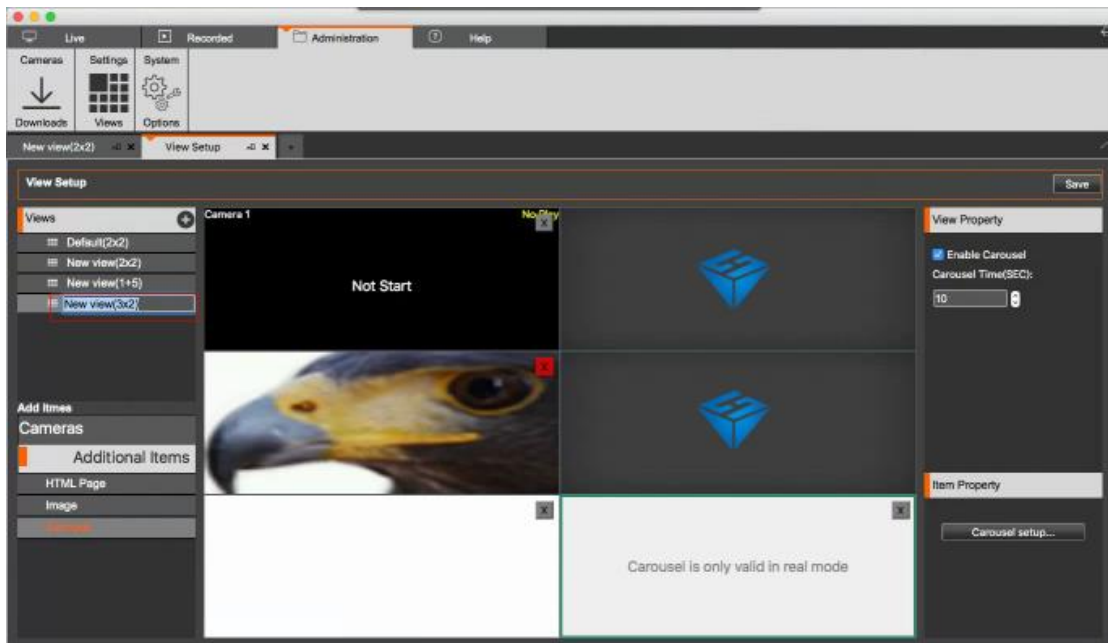 Live
Recorded
Administration
Help
Cameras
Settings
System
Downloads
Views
Options
New view(2x2)
View Setup
View Setup
Save
Views
Default(2x2)
New view(2x2)
New view(1+5)
New view(3x2)
Camera 1
No Play
X
Not Start
X
X
X
Carousel is only valid in real mode
View Property
Enable Carousel
Carousel Time(SEC):
10
Add Itmes
Cameras
Additional Items
HTML Page
Image
Carousel
Item Property
Carousel setup...